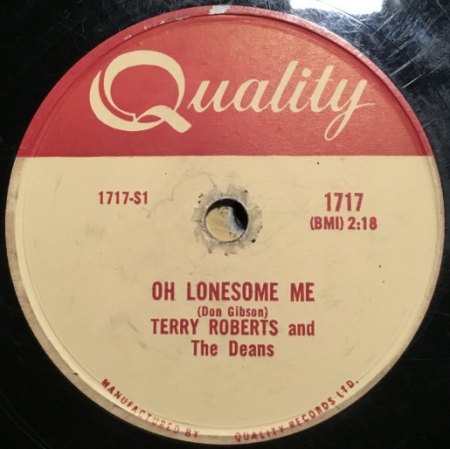 Quality
1717-S1
1717
(BMI) 2:18
OH LONESOME ME
(Don Gibson)
TERRY ROBERTS and
The Deans
MANUFACTURED BY QUALITY RECORDS LTD.